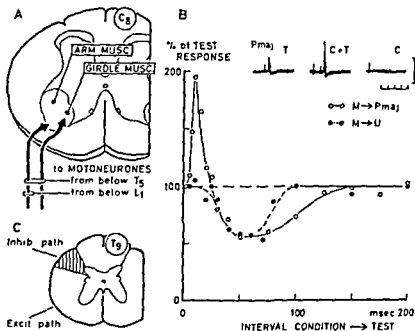 A
C8
ARM MUSC.
GIRDLE MUSC.
to MOTONEURONES
from below T5
from below L1
C
T9
Inhib path
Excit path
B
% of TEST
RESPONSE
200
100
0
Pmaj
T
C+T
C
M→Pmaj
M→U
0
100
msec 200
INTERVAL CONDITION → TEST